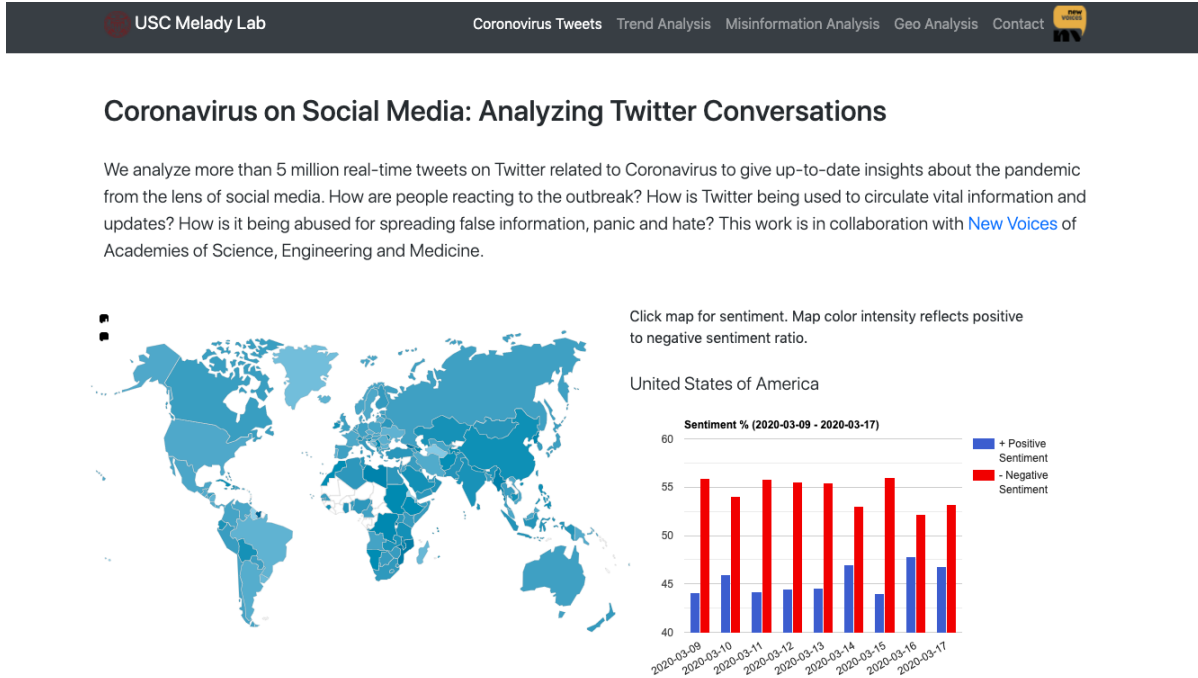 USC Melady Lab
Coronovirus Tweets Trend Analysis Misinformation Analysis Geo Analysis Contact
new
VOICES
nv
Coronavirus on Social Media: Analyzing Twitter Conversations
We analyze more than 5 million real-time tweets on Twitter related to Coronavirus to give up-to-date insights about the pandemic
from the lens of social media. How are people reacting to the outbreak? How is Twitter being used to circulate vital information and
updates? How is it being abused for spreading false information, panic and hate? This work is in collaboration with New Voices of
Academies of Science, Engineering and Medicine.
Click map for sentiment. Map color intensity reflects positive
to negative sentiment ratio.
United States of America
Sentiment % (2020-03-09 - 2020-03-17)
60
55
50
45
40
2020-03-09
2020-03-10
2020-03-11
2020-03-12
2020-03-13
2020-03-14
2020-03-15
2020-03-16
2020-03-17
+ Positive
Sentiment
- Negative
Sentiment